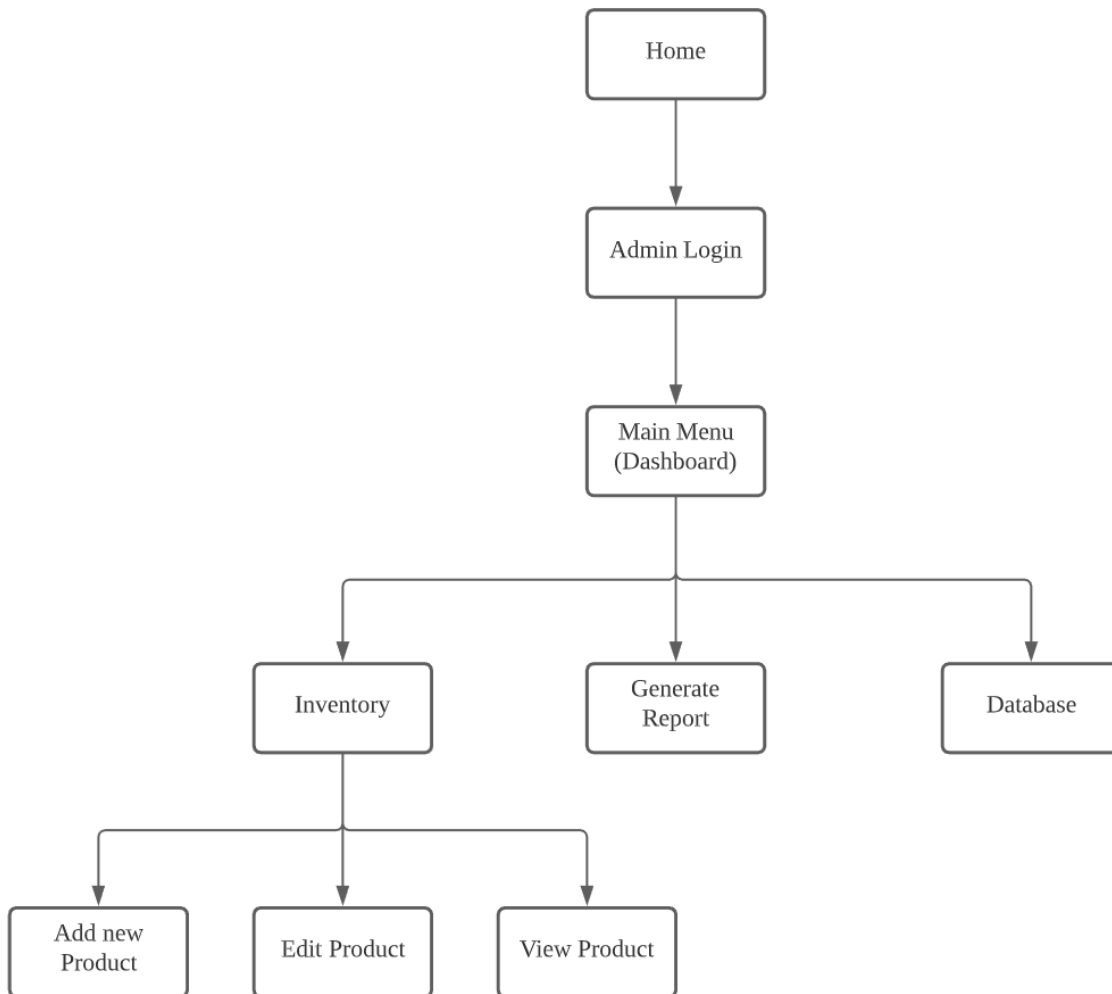 Home
Admin Login
Main Menu
(Dashboard)
Inventory
Generate
Report
Database
Add new
Product
Edit Product
View Product